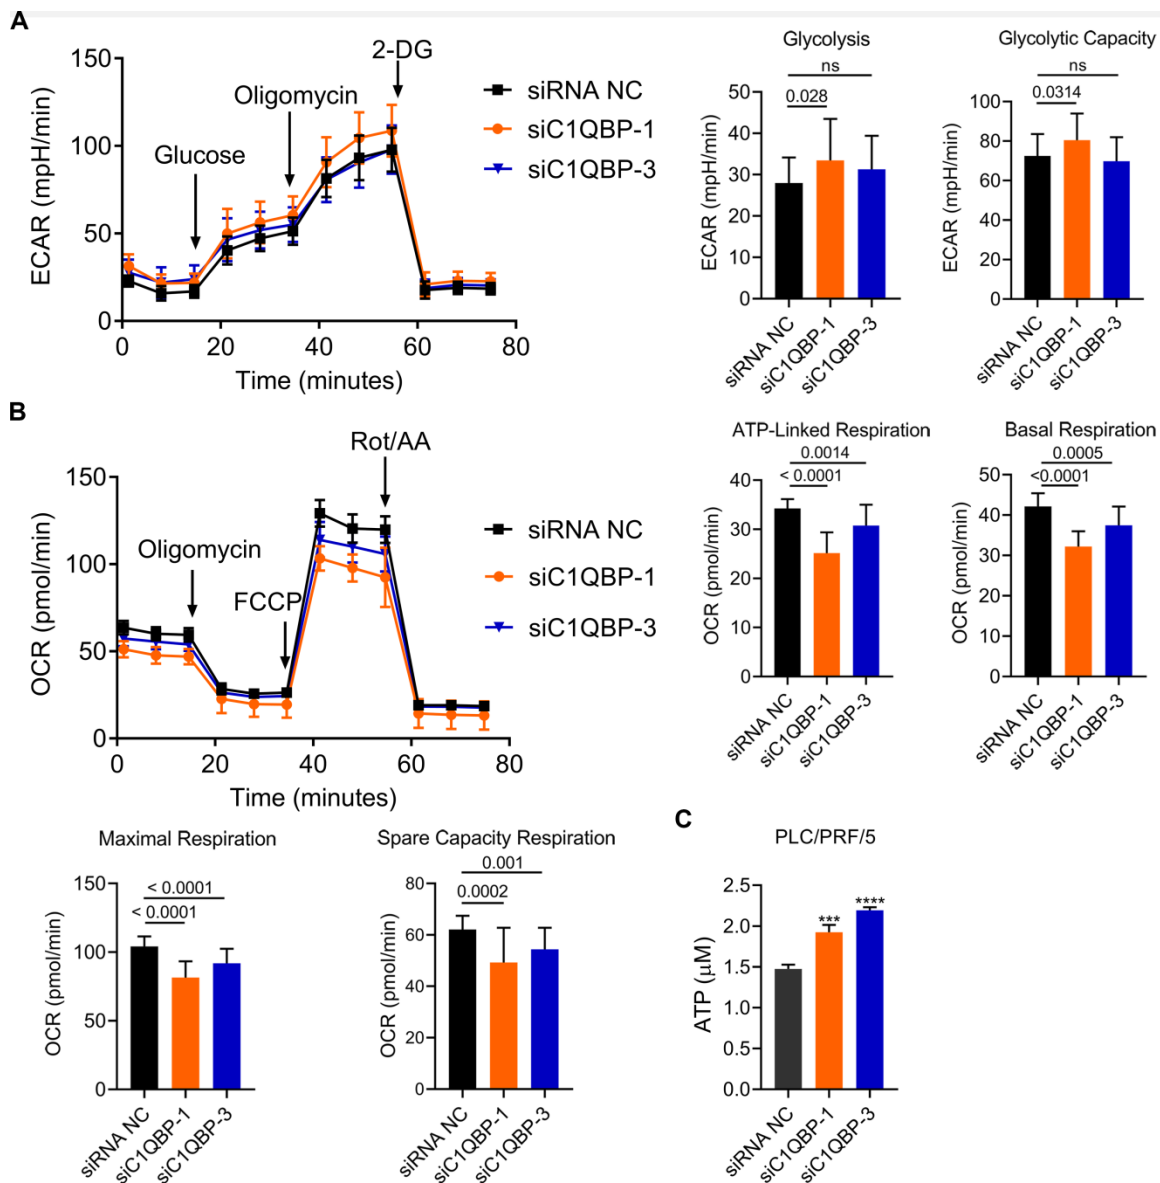 A
150
100
50
0
0
20
40
60
80
ECAR (mpH/min)
Time (minutes)
Glucose
Oligomycin
2-DG
siRNA NC
siC1QBP-1
siC1QBP-3
Glycolysis
ns
0.028
50
40
30
20
10
0
ECAR (mpH/min)
siRNA NC
siC1QBP-1
siC1QBP-3
Glycolytic Capacity
ns
0.0314
100
80
60
40
20
0
ECAR (mpH/min)
siRNA NC
siC1QBP-1
siC1QBP-3
B
150
100
50
0
0
20
40
60
80
OCR (pmol/min)
Time (minutes)
Oligomycin
FCCP
Rot/AA
siRNA NC
siC1QBP-1
siC1QBP-3
ATP-Linked Respiration
0.0014
< 0.0001
40
30
20
10
0
OCR (pmol/min)
siRNA NC
siC1QBP-1
siC1QBP-3
Basal Respiration
0.0005
<0.0001
50
40
30
20
10
0
OCR (pmol/min)
siRNA NC
siC1QBP-1
siC1QBP-3
Maximal Respiration
< 0.0001
< 0.0001
150
100
50
0
OCR (pmol/min)
siRNA NC
siC1QBP-1
siC1QBP-3
Spare Capacity Respiration
0.001
0.0002
80
60
40
20
0
OCR (pmol/min)
siRNA NC
siC1QBP-1
siC1QBP-3
C
PLC/PRF/5
2.5
2.0
1.5
1.0
0.5
0.0
ATP (μM)
***
****
siRNA NC
siC1QBP-1
siC1QBP-3